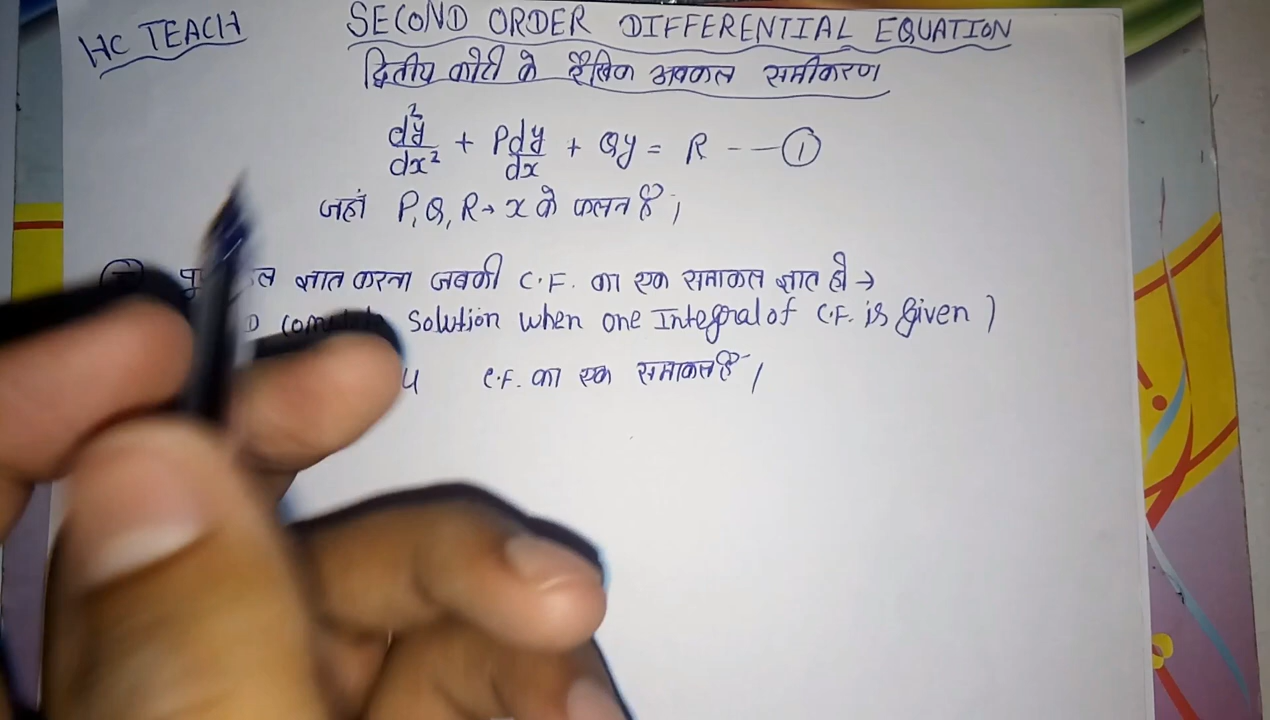 HC TEACH
SECOND ORDER DIFFERENTIAL EQUATION
द्वितीय कोटी के रैखिक अवकल समीकरण
d²y/dx² + P dy/dx + Qy = R --- ①
जहां P, Q, R → x के फलन है।
ज्ञात करना जबकी C.F. का एक समाकल ज्ञात हो →
Solution when one Integral of C.F. is Given )
C.F. का एक समाकल है।